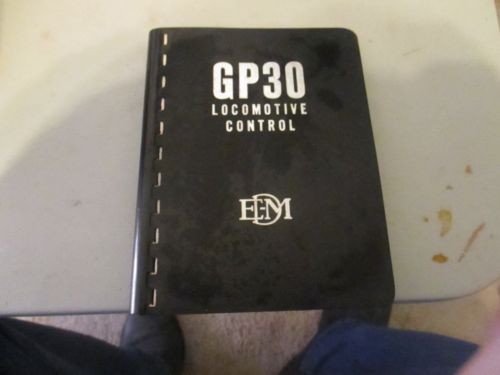 GP30
LOCOMOTIVE
CONTROL
EMD